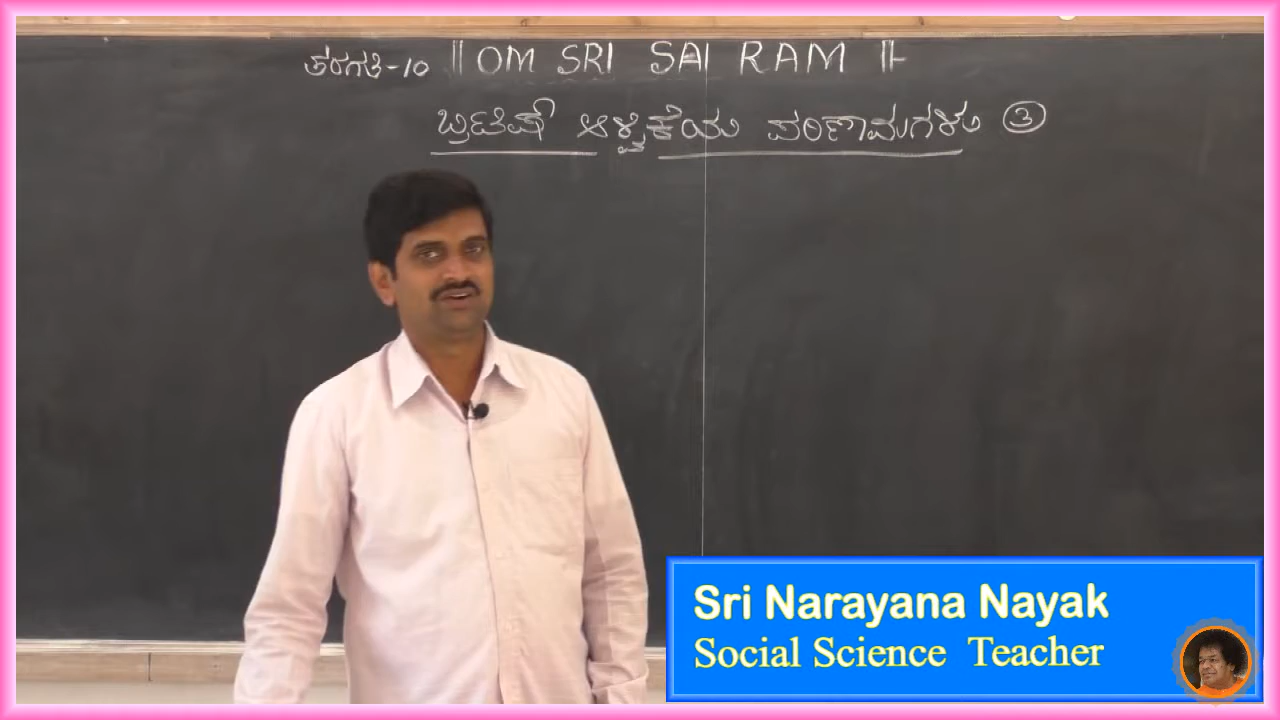 ತರಗತಿ-10 || OM SRI SAI RAM ||-
ಬ್ರಿಟಿಷ್ ಆಳ್ವಿಕೆಯ ಪರಿಣಾಮಗಳು 3
Sri Narayana Nayak
Social Science Teacher